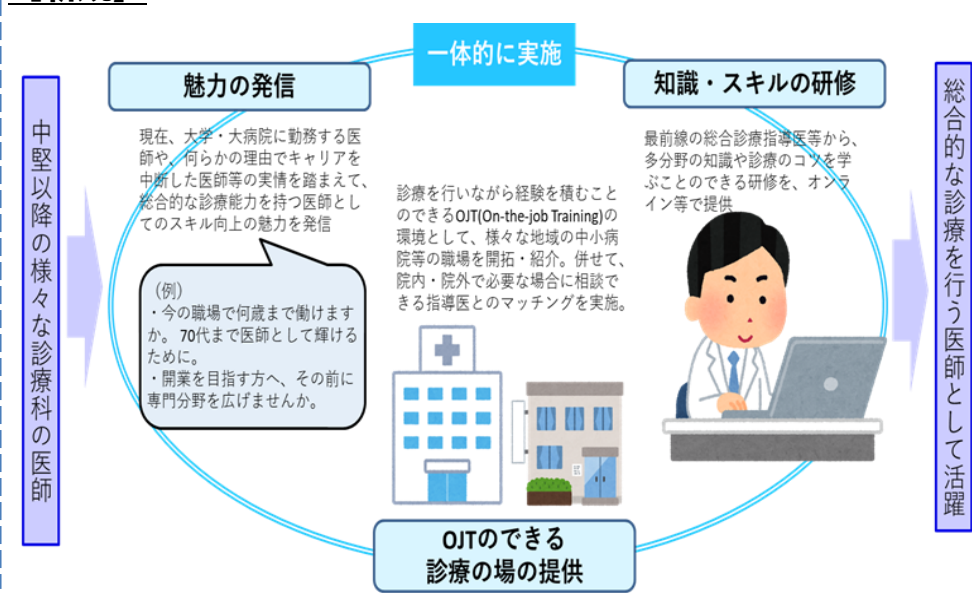 一体的に実施
中堅以降の様々な診療科の医師
魅力の発信
現在、大学・大病院に勤務する医
師や、何らかの理由でキャリアを
中断した医師等の実情を踏まえて、
総合的な診療能力を持つ医師とし
てのスキル向上の魅力を発信
（例）
・今の職場で何歳まで働けます
か。 70代まで医師として輝ける
ために。
・開業を目指す方へ、その前に
専門分野を広げませんか。
診療を行いながら経験を積むこと
のできるOJT(On-the-job Training)の
環境として、様々な地域の中小病
院等の職場を開拓・紹介。併せて、
院内・院外で必要な場合に相談で
きる指導医とのマッチングを実施。
知識・スキルの研修
最前線の総合診療指導医等から、
多分野の知識や診療のコツを学
ぶことのできる研修を、オンラ
イン等で提供
OJTのできる
診療の場の提供
総合的な診療を行う医師として活躍